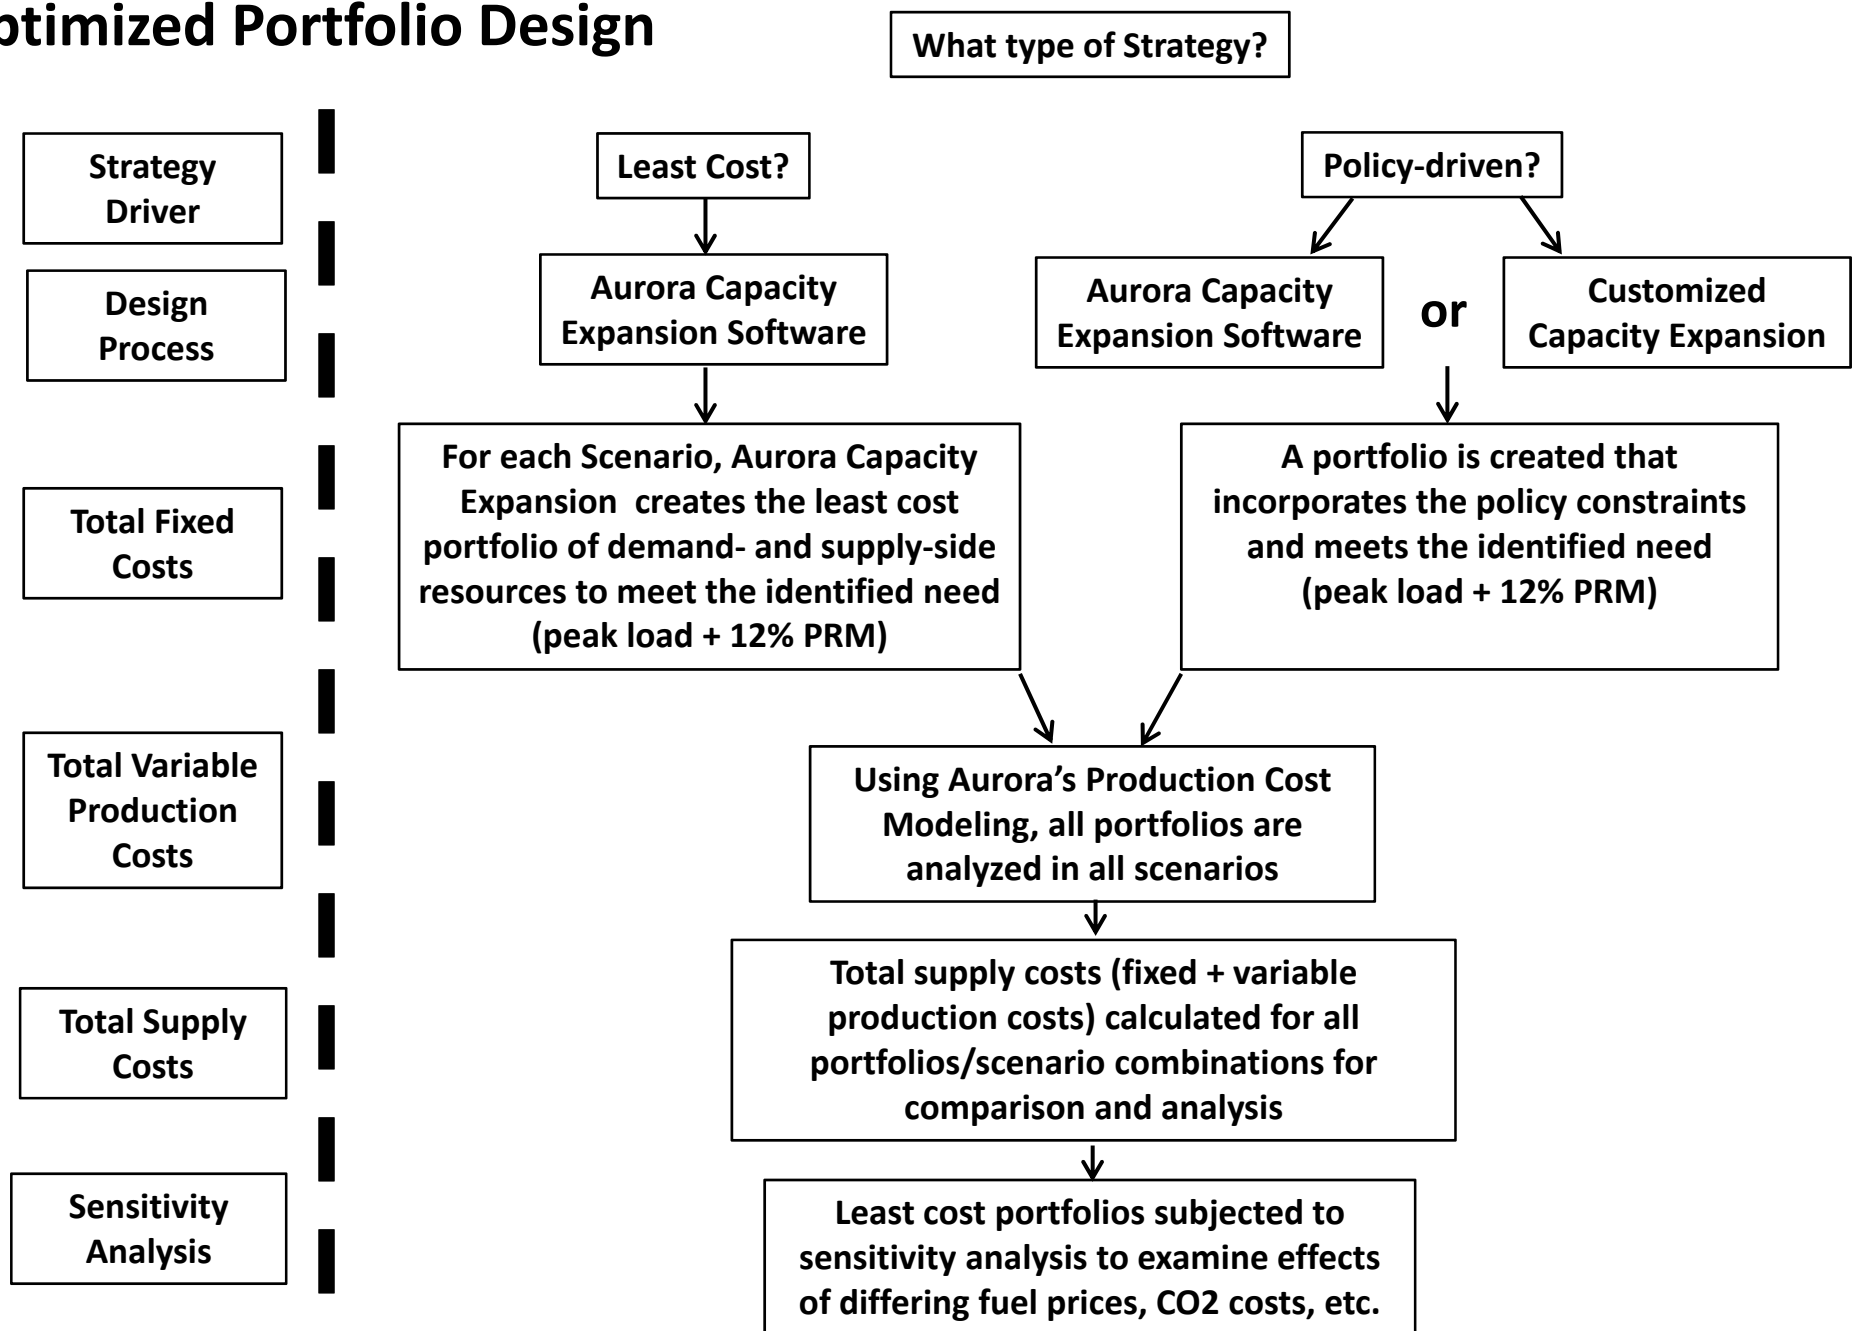 ptimized Portfolio Design
What type of Strategy?
Strategy
Driver
Least Cost?
Policy-driven?
Design
Process
Aurora Capacity
Expansion Software
Aurora Capacity
Expansion Software
or
Customized
Capacity Expansion
Total Fixed
Costs
For each Scenario, Aurora Capacity
Expansion  creates the least cost
portfolio of demand- and supply-side
resources to meet the identified need
(peak load + 12% PRM)
A portfolio is created that
incorporates the policy constraints
and meets the identified need
(peak load + 12% PRM)
Total Variable
Production
Costs
Using Aurora’s Production Cost
Modeling, all portfolios are
analyzed in all scenarios
Total Supply
Costs
Total supply costs (fixed + variable
production costs) calculated for all
portfolios/scenario combinations for
comparison and analysis
Sensitivity
Analysis
Least cost portfolios subjected to
sensitivity analysis to examine effects
of differing fuel prices, CO2 costs, etc.